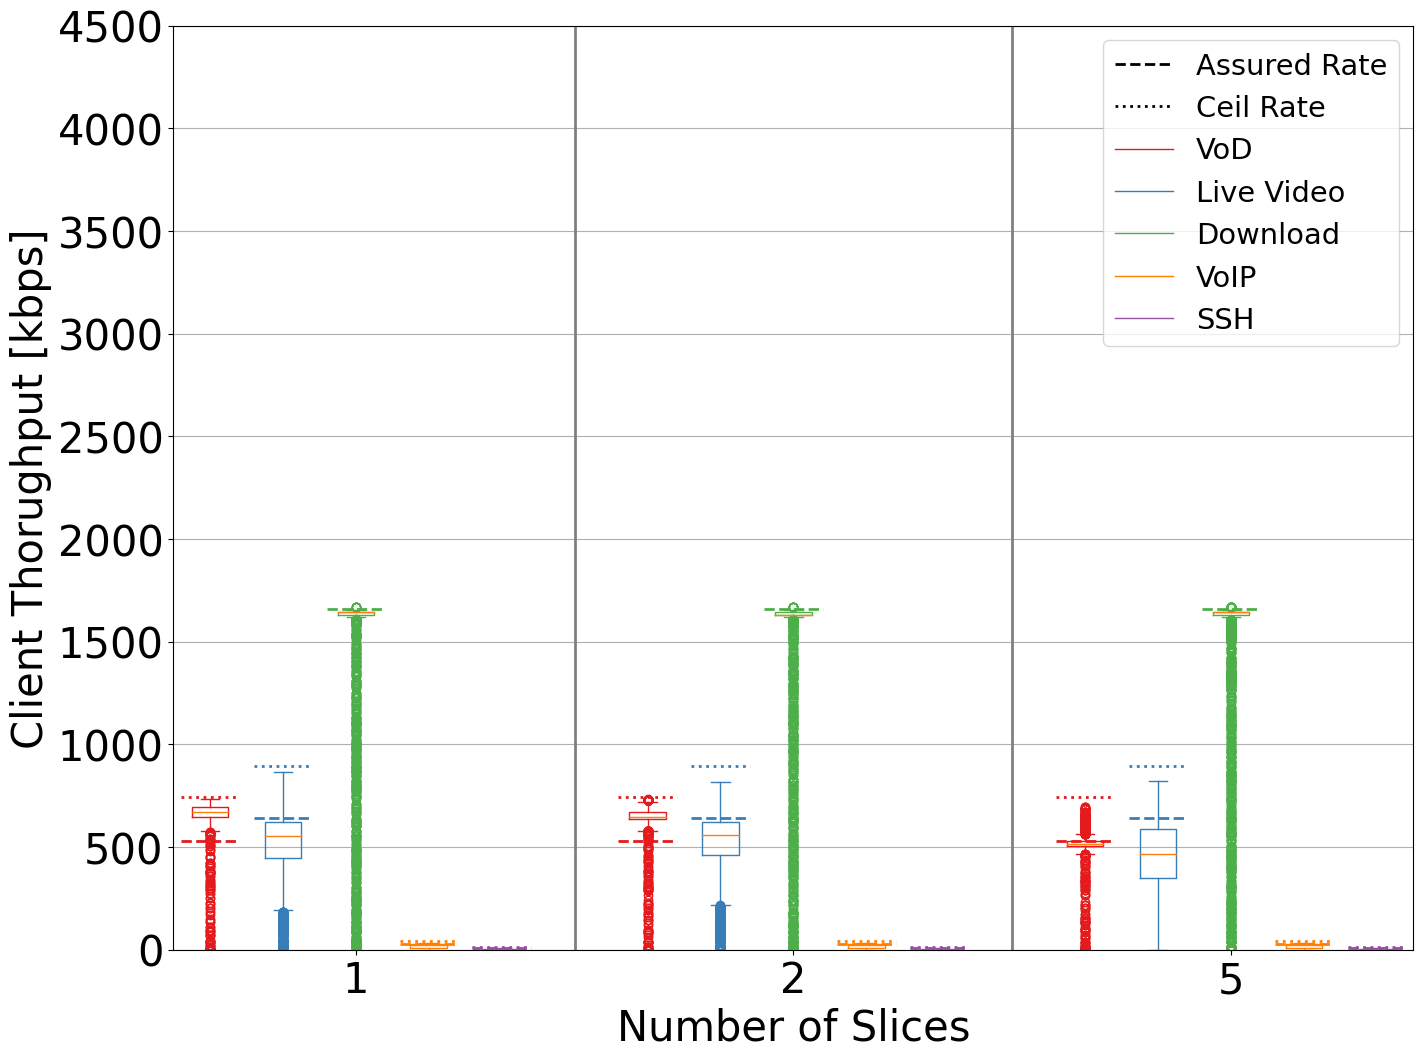 4500
4000
3500
3000
2500
2000
1500
1000
500
0
Client Thorughput [kbps]
Assured Rate
Ceil Rate
VoD
Live Video
Download
VoIP
SSH
1
2
5
Number of Slices